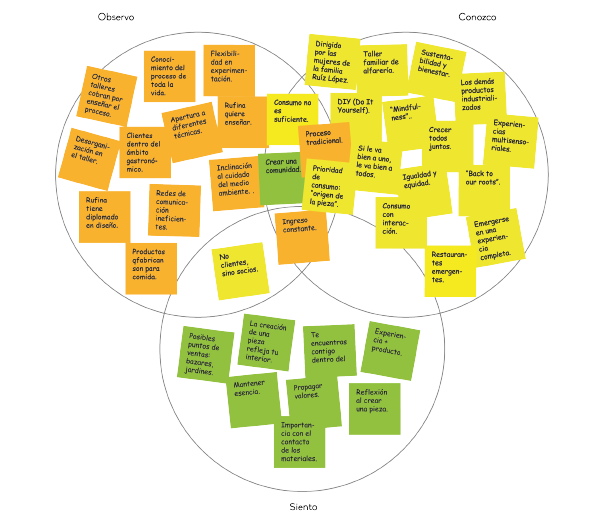 Observo
Conozco
Otros
talleres
cobran por
enseñar el
proceso.
Conoci-
miento del
proceso de
toda la
vida.
Flexibili-
dad en
experimen-
tación.
Apertura a
diferentes
técnicas.
Rufina
quiere
enseñar.
Desorgani-
zación en
el taller.
Clientes
dentro del
ámbito
gastronó-
mico.
Inclinación
al cuidado
del medio
ambiente. .
Rufina
tiene
diplomado
en diseño.
Redes de
comunica-
ción
ineficien-
tes.
Productos
qfabrican
son para
comida.
Consumo no
es
suficiente.
Proceso
tradicional.
Crear una
comunidad.
Prioridad
de
consumo:
"origen de
la pieza".
Ingreso
constante.
No
clientes,
sino socios.
Dirigido
por las
mujeres de
la familia
Ruíz López.
Taller
familiar de
alfarería.
Sustenta-
bilidad y
bienestar.
Los demás
productos
industriali-
zados
DIY (Do It
Yourself).
"Mindful-
ness"..
Crecer
todos
juntos.
Experien-
cias
multisenso-
riales.
Si le va
bien a uno,
le va bien a
todos.
Igualdad y
equidad.
"Back to
our roots".
Consumo
con
interac-
ción.
Emergerse
en una
experien-
cia
completa.
Restauran-
tes
emergen-
tes.
Posibles
puntos de
ventas:
bazares,
jardines.
La creación
de una
pieza
refleja tu
interior.
Te
encuentras
contigo
dentro del
Experien-
cia +
producto.
Mantener
esencia.
Propagar
valores.
Reflexión
al crear
una pieza.
Importan-
cia con el
contacto
de los
materiales.
Siento